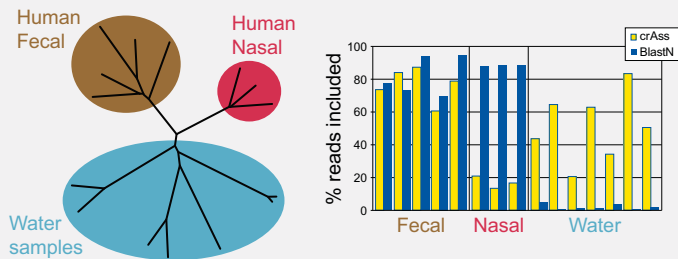 Human
Fecal
Human
Nasal
Water
samples
% reads included
100
80
60
40
20
0
crAss
BlastN
Fecal
Nasal
Water